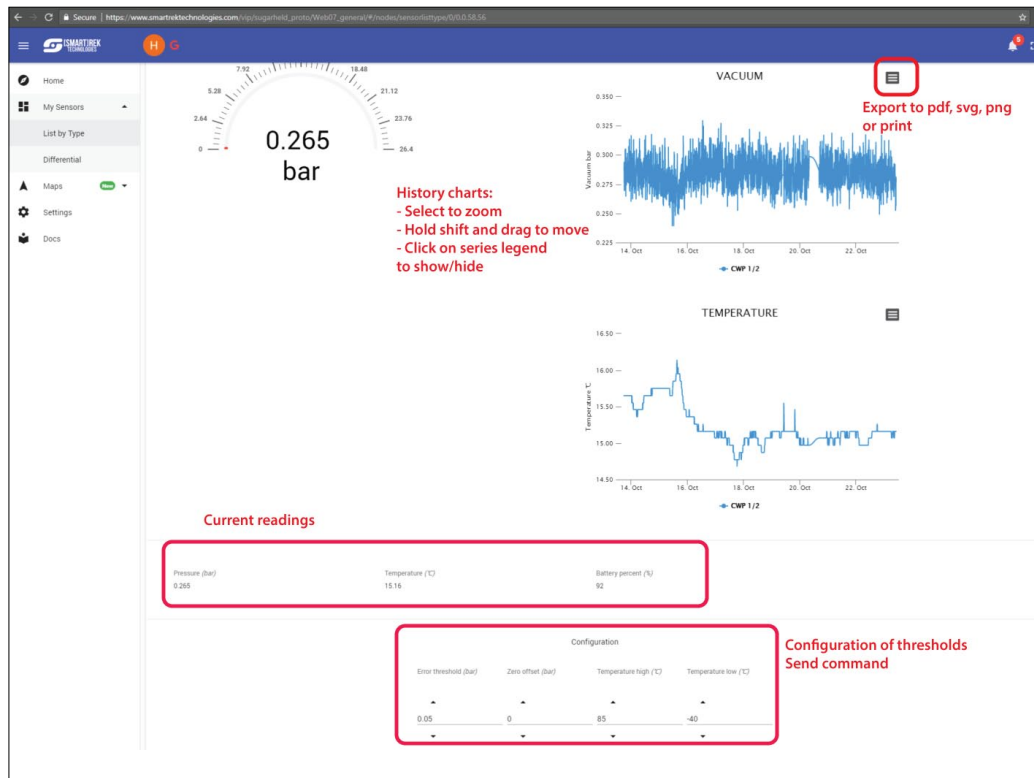 Secure | https://www.smartrektechnologies.com/vip/sugarheld_proto/Web07_general/#/nodes/sensorlisttype/0/0.0.58.56
SMARTREK
TECHNOLOGIES
H G
5
Home
My Sensors
List by Type
Differential
Maps New
Settings
Docs
0
2.64
5.28
7.92
18.48
21.12
23.76
26.4
0.265
bar
History charts:
- Select to zoom
- Hold shift and drag to move
- Click on series legend
to show/hide
VACUUM
Export to pdf, svg, png
or print
Vacuum bar
0.350
0.325
0.300
0.275
0.250
0.225
14. Oct 16. Oct 18. Oct 20. Oct 22. Oct
CWP 1/2
TEMPERATURE
Temperature °C
16.50
16.00
15.50
15.00
14.50
14. Oct 16. Oct 18. Oct 20. Oct 22. Oct
CWP 1/2
Current readings
Pressure (bar) Temperature (°C) Battery percent (%)
0.265 15.16 92
Configuration
Error threshold (bar) Zero offset (bar) Temperature high (°C) Temperature low (°C)
0.05 0 85 -40
Configuration of thresholds
Send command